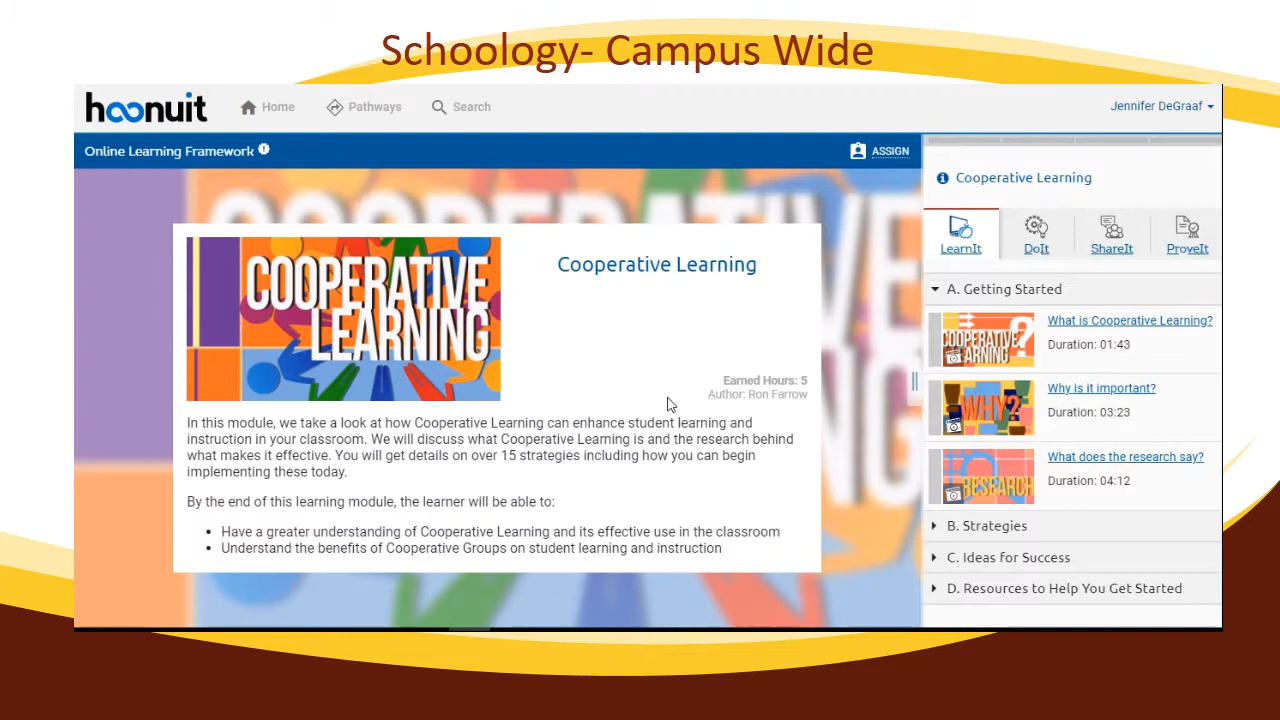 Schoology- Campus Wide
hoonuit
Home
Pathways
Search
Jennifer DeGraaf
Online Learning Framework
ASSIGN
COOPERATIVE
LEARNING
Cooperative Learning
Earned Hours: 5
Author: Ron Farrow
In this module, we take a look at how Cooperative Learning can enhance student learning and
instruction in your classroom. We will discuss what Cooperative Learning is and the research behind
what makes it effective. You will get details on over 15 strategies including how you can begin
implementing these today.
By the end of this learning module, the learner will be able to:
• Have a greater understanding of Cooperative Learning and its effective use in the classroom
• Understand the benefits of Cooperative Groups on student learning and instruction
Cooperative Learning
LearnIt
DoIt
ShareIt
ProveIt
A. Getting Started
COOPERATIVE
ARNING
?
What is Cooperative Learning?
Duration: 01:43
WHY?
Why is it important?
Duration: 03:23
RESEARCH
What does the research say?
Duration: 04:12
B. Strategies
C. Ideas for Success
D. Resources to Help You Get Started